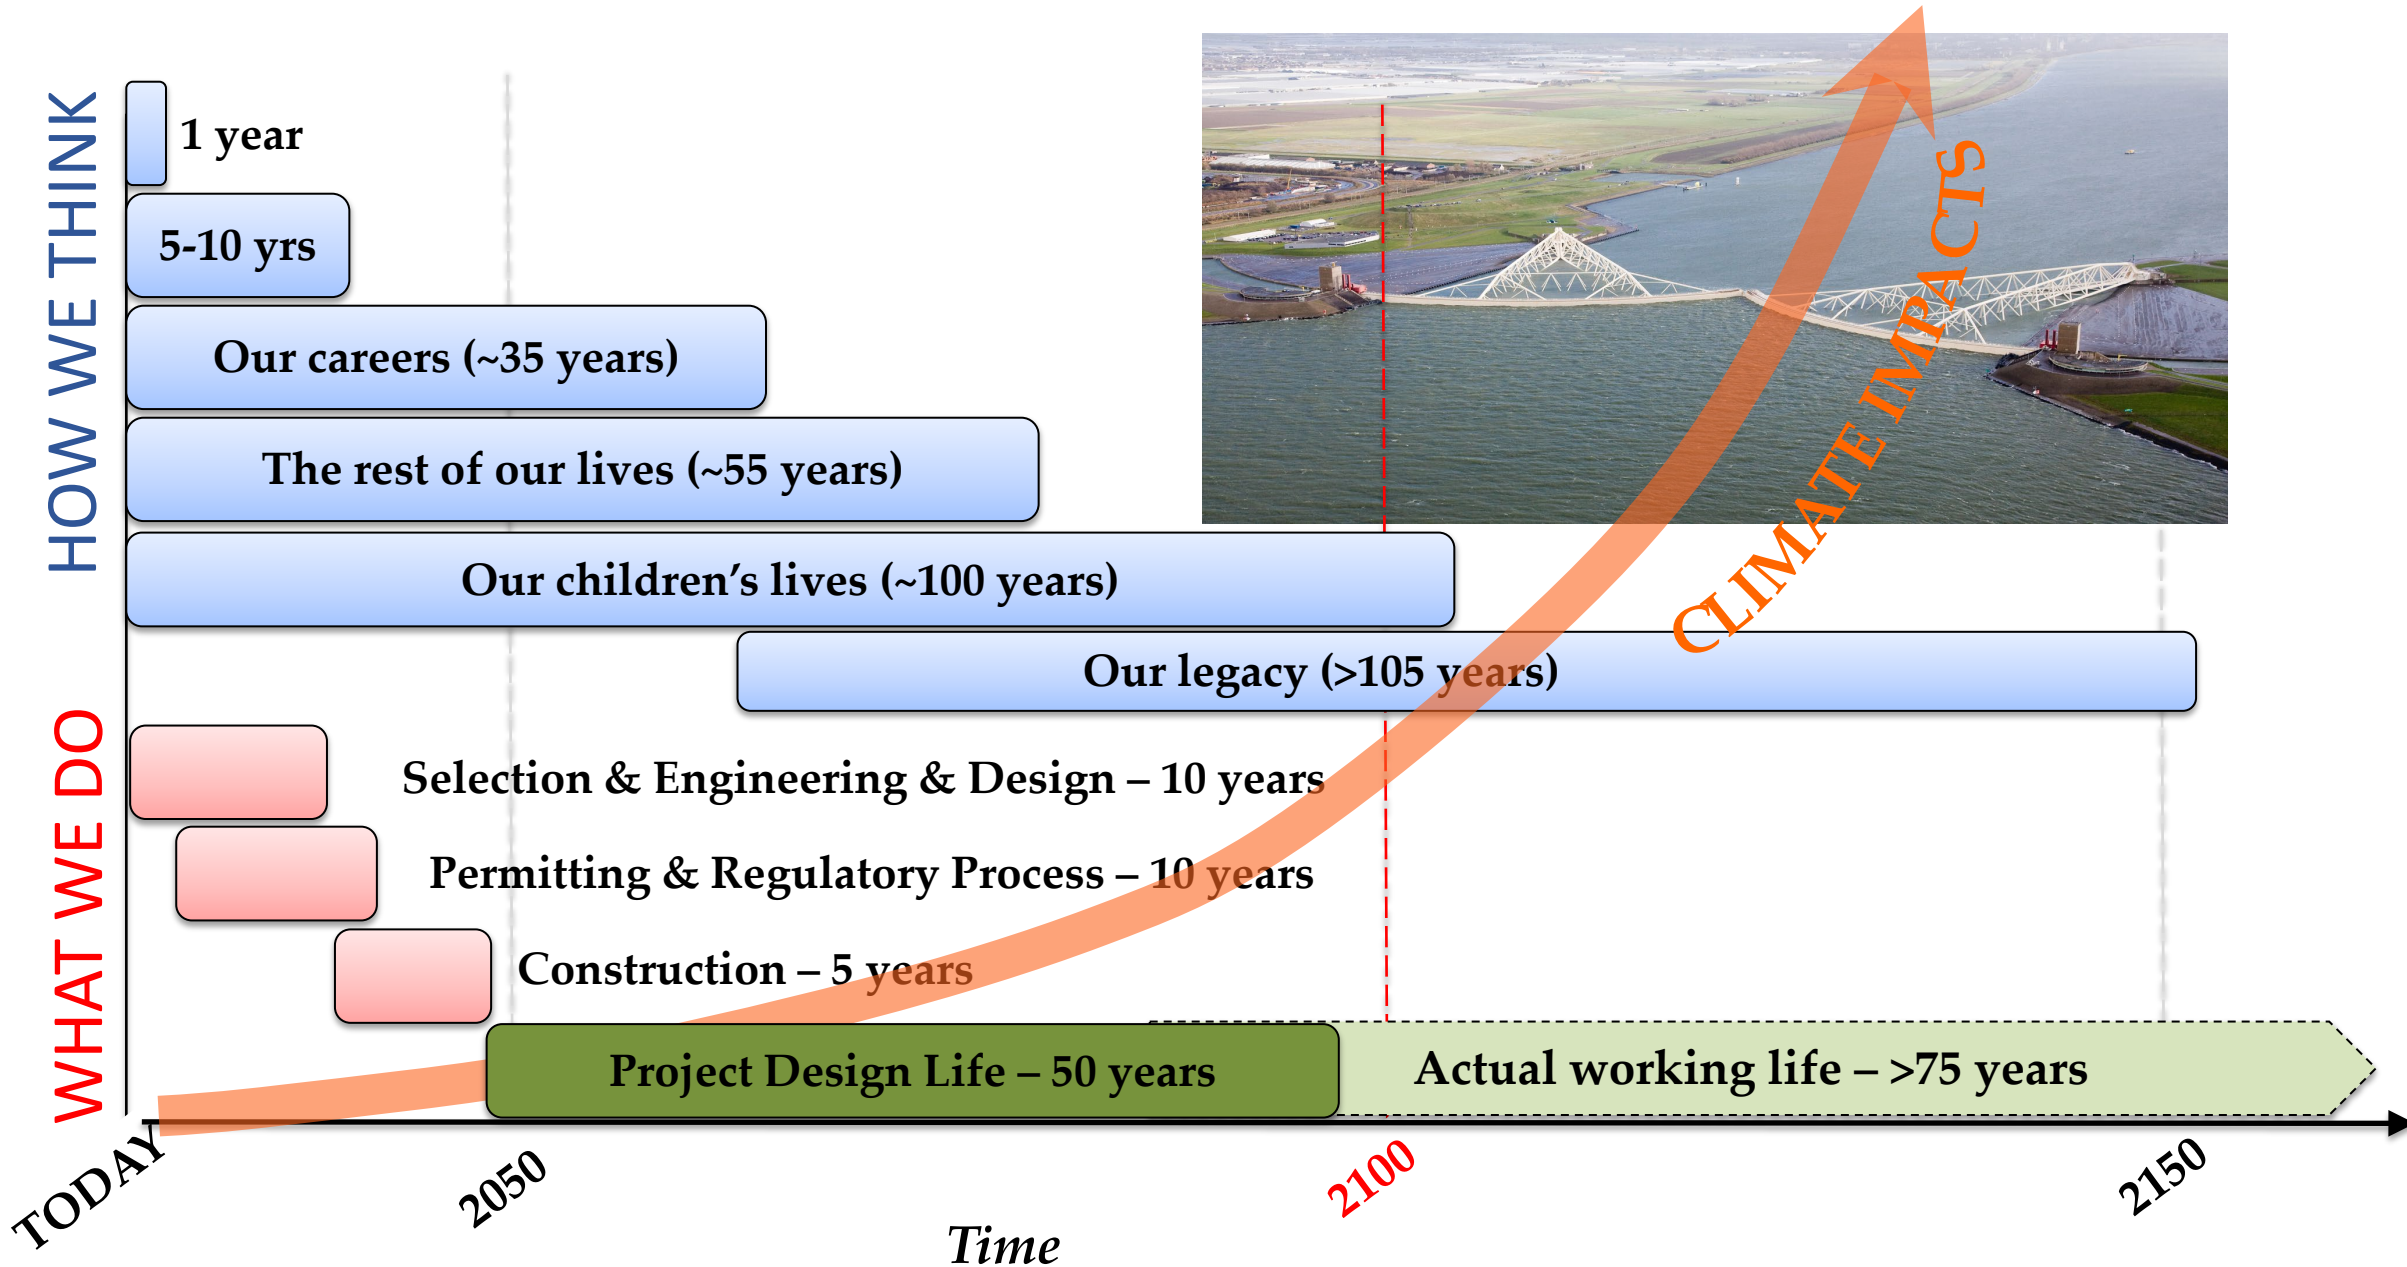 HOW WE THINK
1 year
5-10 yrs
Our careers (~35 years)
The rest of our lives (~55 years)
Our children’s lives (~100 years)
Our legacy (>105 years)
CLIMATE IMPACTS
WHAT WE DO
Selection & Engineering & Design – 10 years
Permitting & Regulatory Process – 10 years
Construction – 5 years
Project Design Life – 50 years
Actual working life – >75 years
TODAY
2050
2100
2150
Time